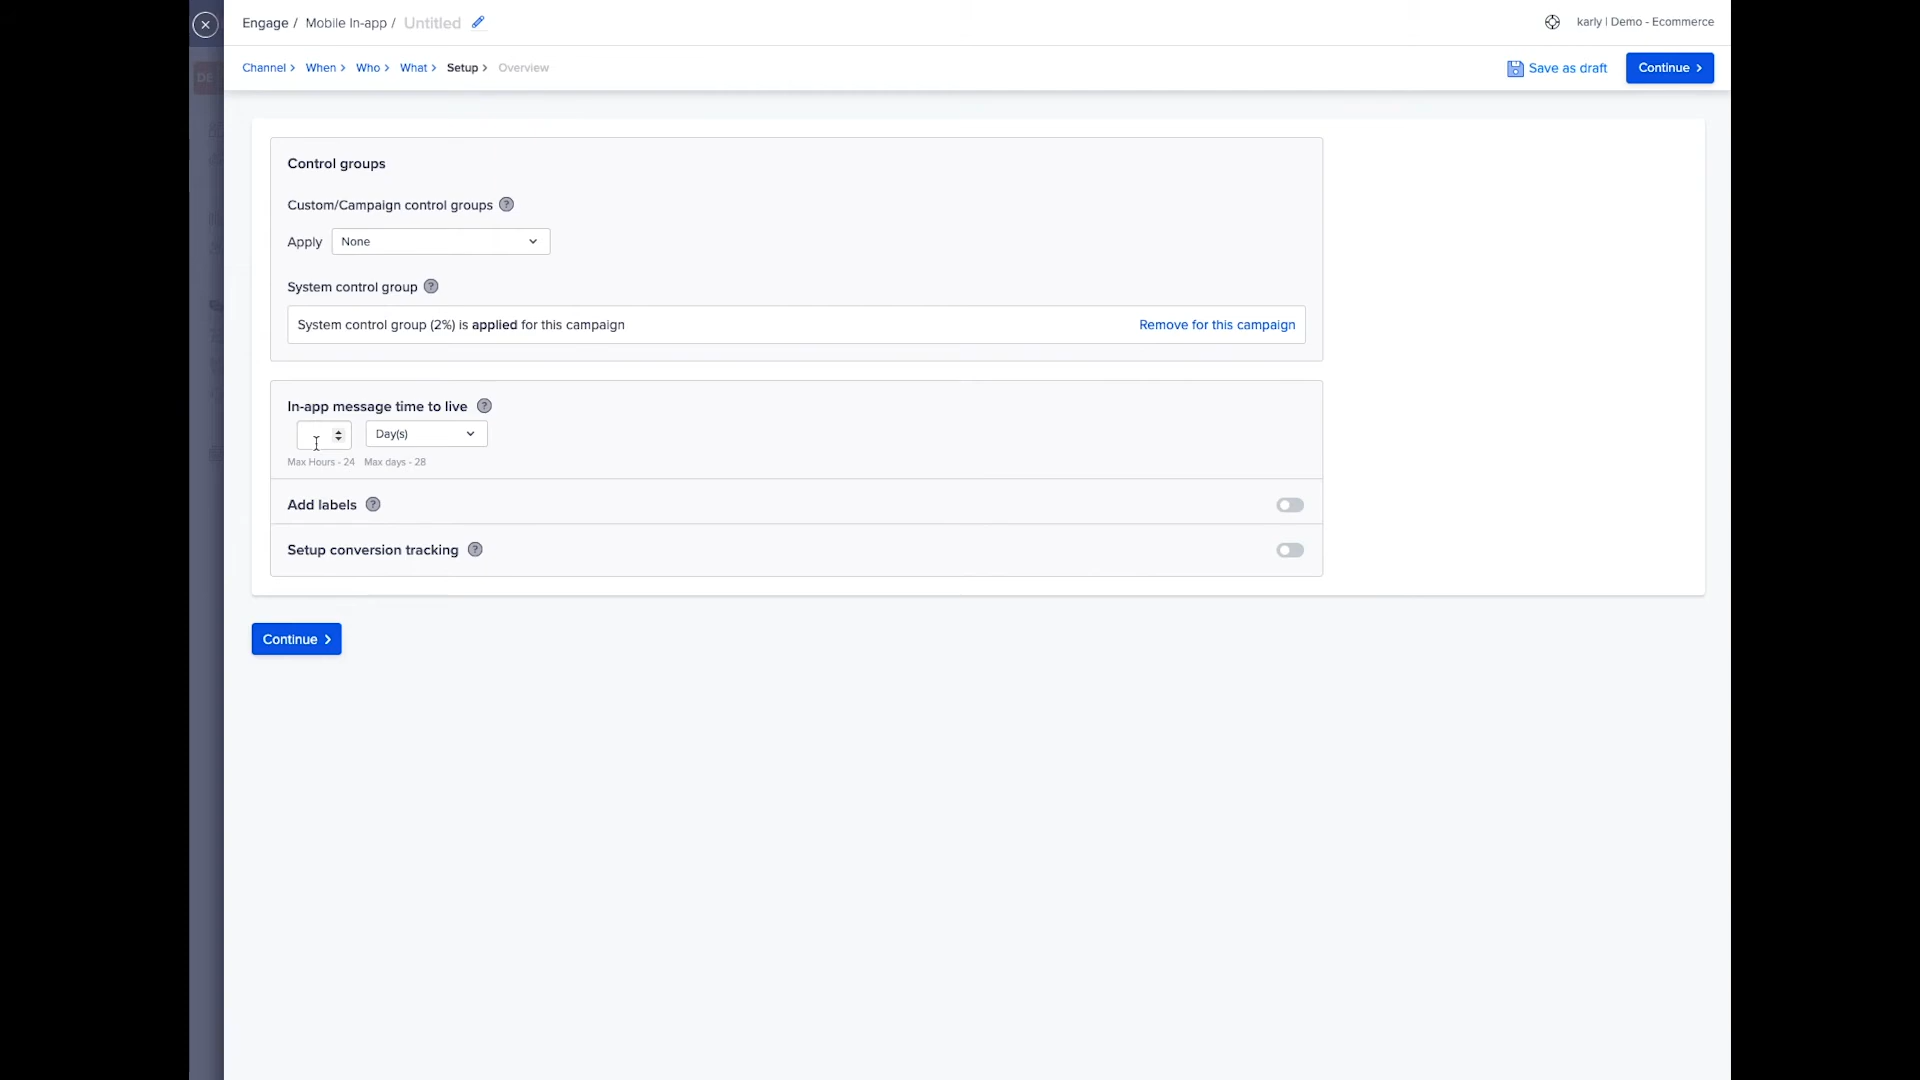 Engage / Mobile In-app / Untitled
karly | Demo - Ecommerce
Channel > When > Who > What > Setup > Overview
Save as draft
Continue >
DE
Control groups
Custom/Campaign control groups ?
Apply None
System control group ?
System control group (2%) is applied for this campaign
Remove for this campaign
In-app message time to live ?
Day(s)
Max Hours - 24 Max days - 28
Add labels ?
Setup conversion tracking ?
Continue >